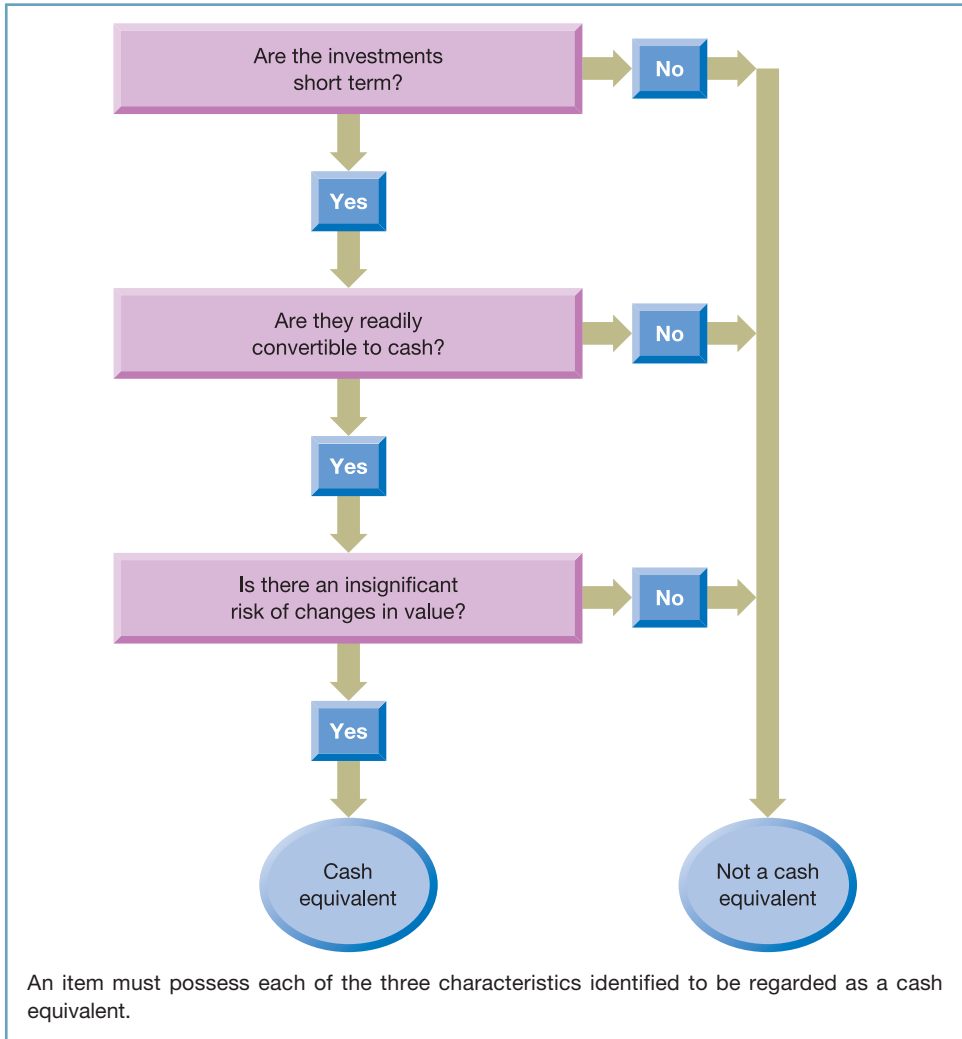 Are the investments
short term?
No
Yes
Are they readily
convertible to cash?
No
Yes
Is there an insignificant
risk of changes in value?
No
Yes
Cash
equivalent
Not a cash
equivalent
An item must possess each of the three characteristics identified to be regarded as a cash
equivalent.